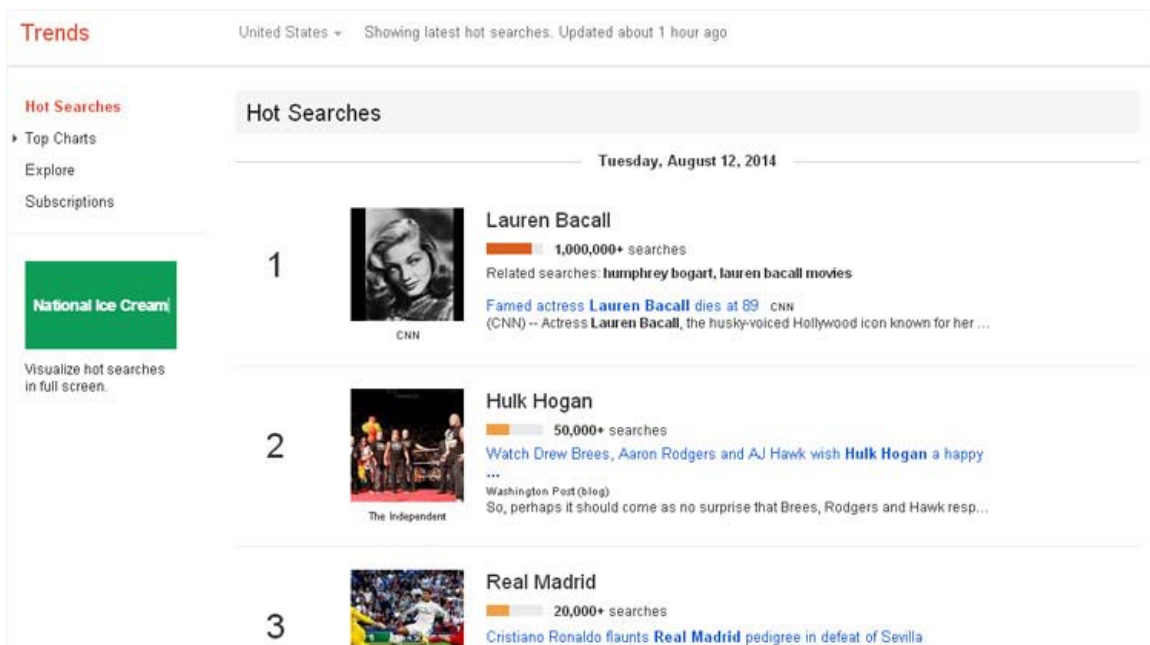 Trends
United States
Showing latest hot searches. Updated about 1 hour ago
Hot Searches
Top Charts
Explore
Subscriptions
National Ice Cream
Visualize hot searches
in full screen.
Hot Searches
Tuesday, August 12, 2014
1
CNN
Lauren Bacall
1,000,000+ searches
Related searches: humphrey bogart, lauren bacall movies
Famed actress Lauren Bacall dies at 89 CNN
(CNN) -- Actress Lauren Bacall, the husky-voiced Hollywood icon known for her ...
2
The Independent
Hulk Hogan
50,000+ searches
Watch Drew Brees, Aaron Rodgers and AJ Hawk wish Hulk Hogan a happy
...
Washington Post (blog)
So, perhaps it should come as no surprise that Brees, Rodgers and Hawk resp...
3
Real Madrid
20,000+ searches
Cristiano Ronaldo flaunts Real Madrid pedigree in defeat of Sevilla